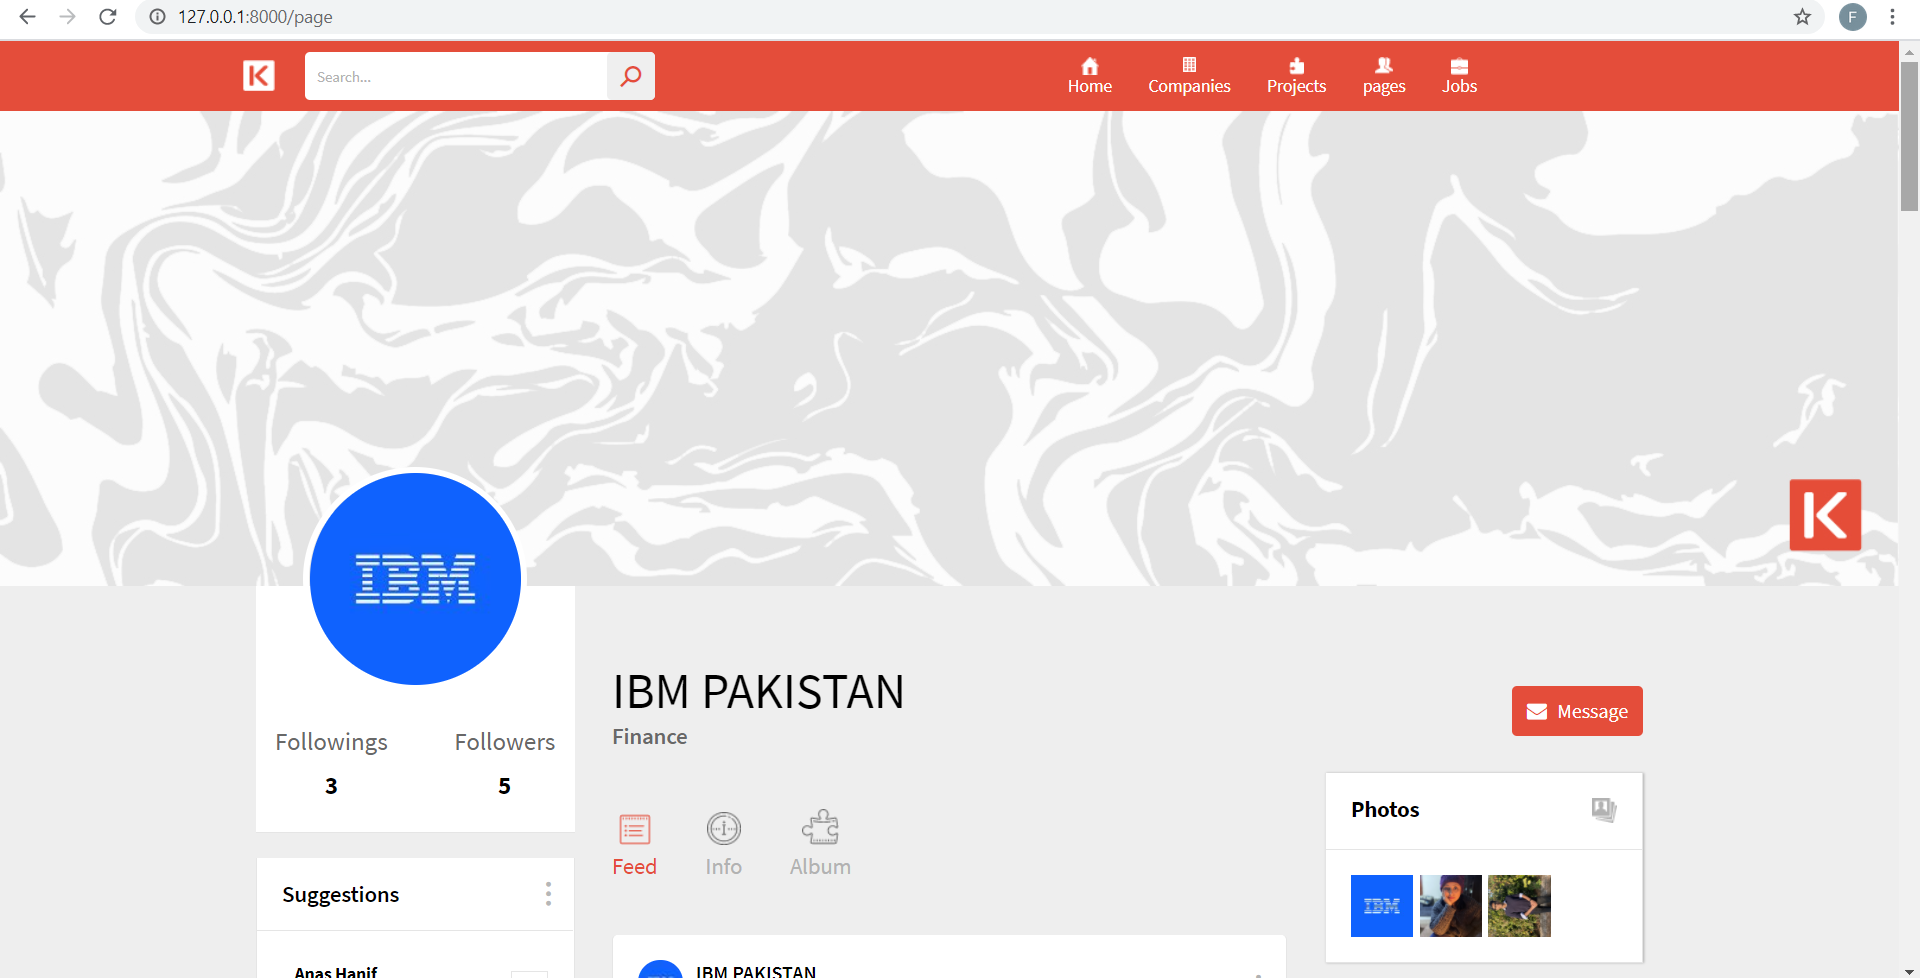 127.0.0.1:8000/page
F
K
Search...
Home
Companies
Projects
pages
Jobs
K
IBM
IBM PAKISTAN
Finance
Message
Followings
Followers
3
5
Feed
Info
Album
Photos
IBM
Suggestions
Anas Hanif
IBM PAKISTAN